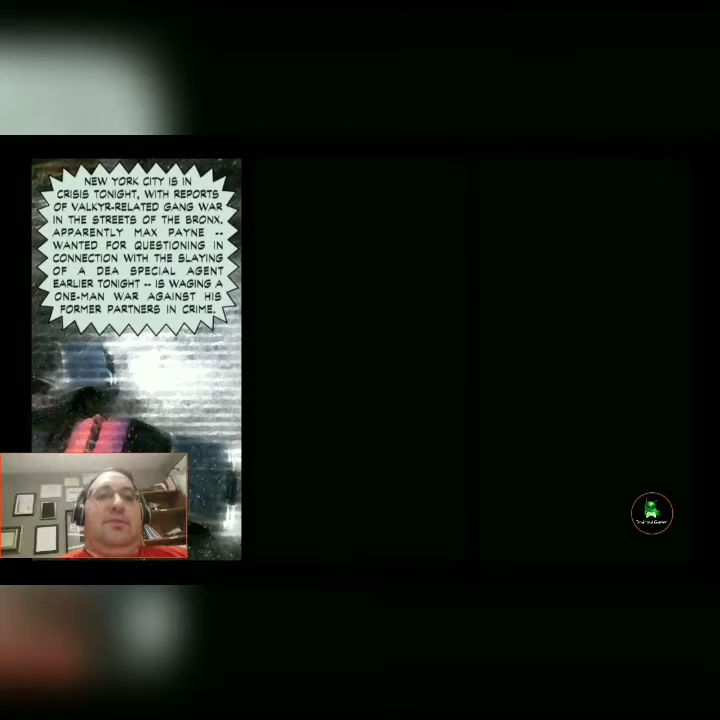 NEW YORK CITY IS IN
CRISIS TONIGHT, WITH REPORTS
OF VALKYR-RELATED GANG WAR
IN THE STREETS OF THE BRONX.
APPARENTLY MAX PAYNE --
WANTED FOR QUESTIONING IN
CONNECTION WITH THE SLAYING
OF A DEA SPECIAL AGENT
EARLIER TONIGHT -- IS WAGING A
ONE-MAN WAR AGAINST HIS
FORMER PARTNERS IN CRIME.
Android Gamer